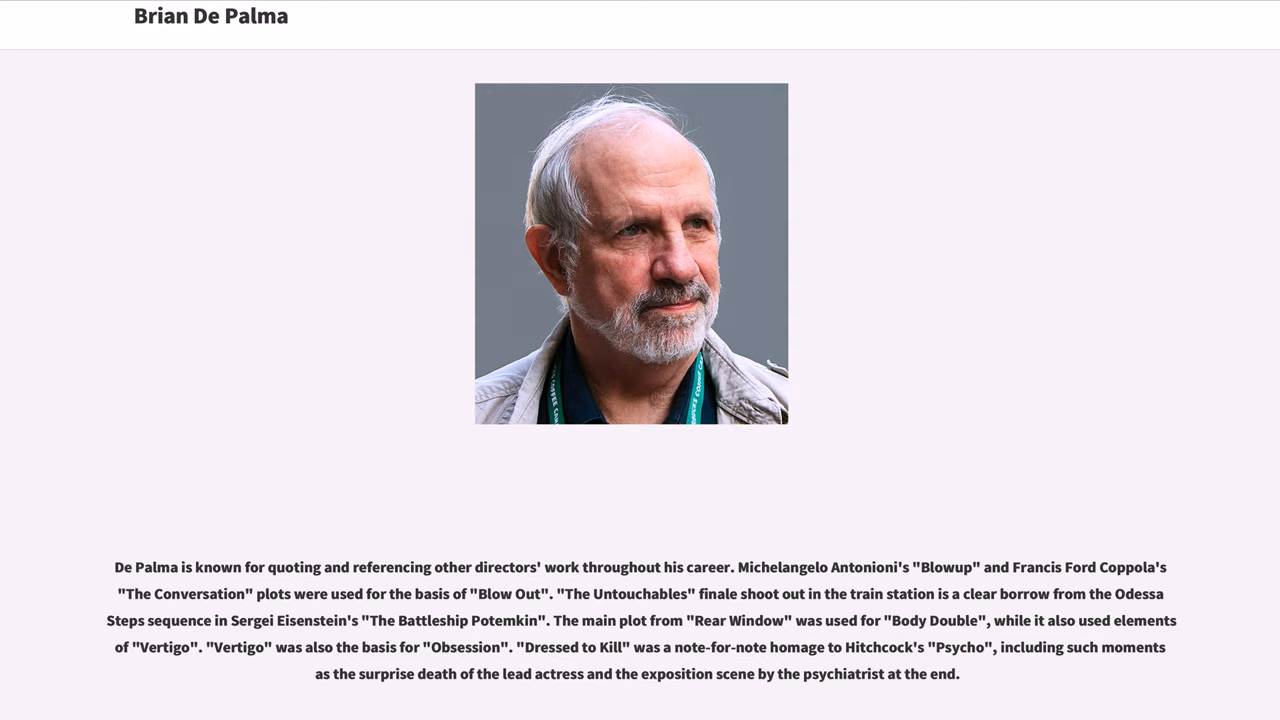 Brian De Palma
De Palma is known for quoting and referencing other directors' work throughout his career. Michelangelo Antonioni's "Blowup" and Francis Ford Coppola's
"The Conversation" plots were used for the basis of "Blow Out". "The Untouchables" finale shoot out in the train station is a clear borrow from the Odessa
Steps sequence in Sergei Eisenstein's "The Battleship Potemkin". The main plot from "Rear Window" was used for "Body Double", while it also used elements
of "Vertigo". "Vertigo" was also the basis for "Obsession". "Dressed to Kill" was a note-for-note homage to Hitchcock's "Psycho", including such moments
as the surprise death of the lead actress and the exposition scene by the psychiatrist at the end.